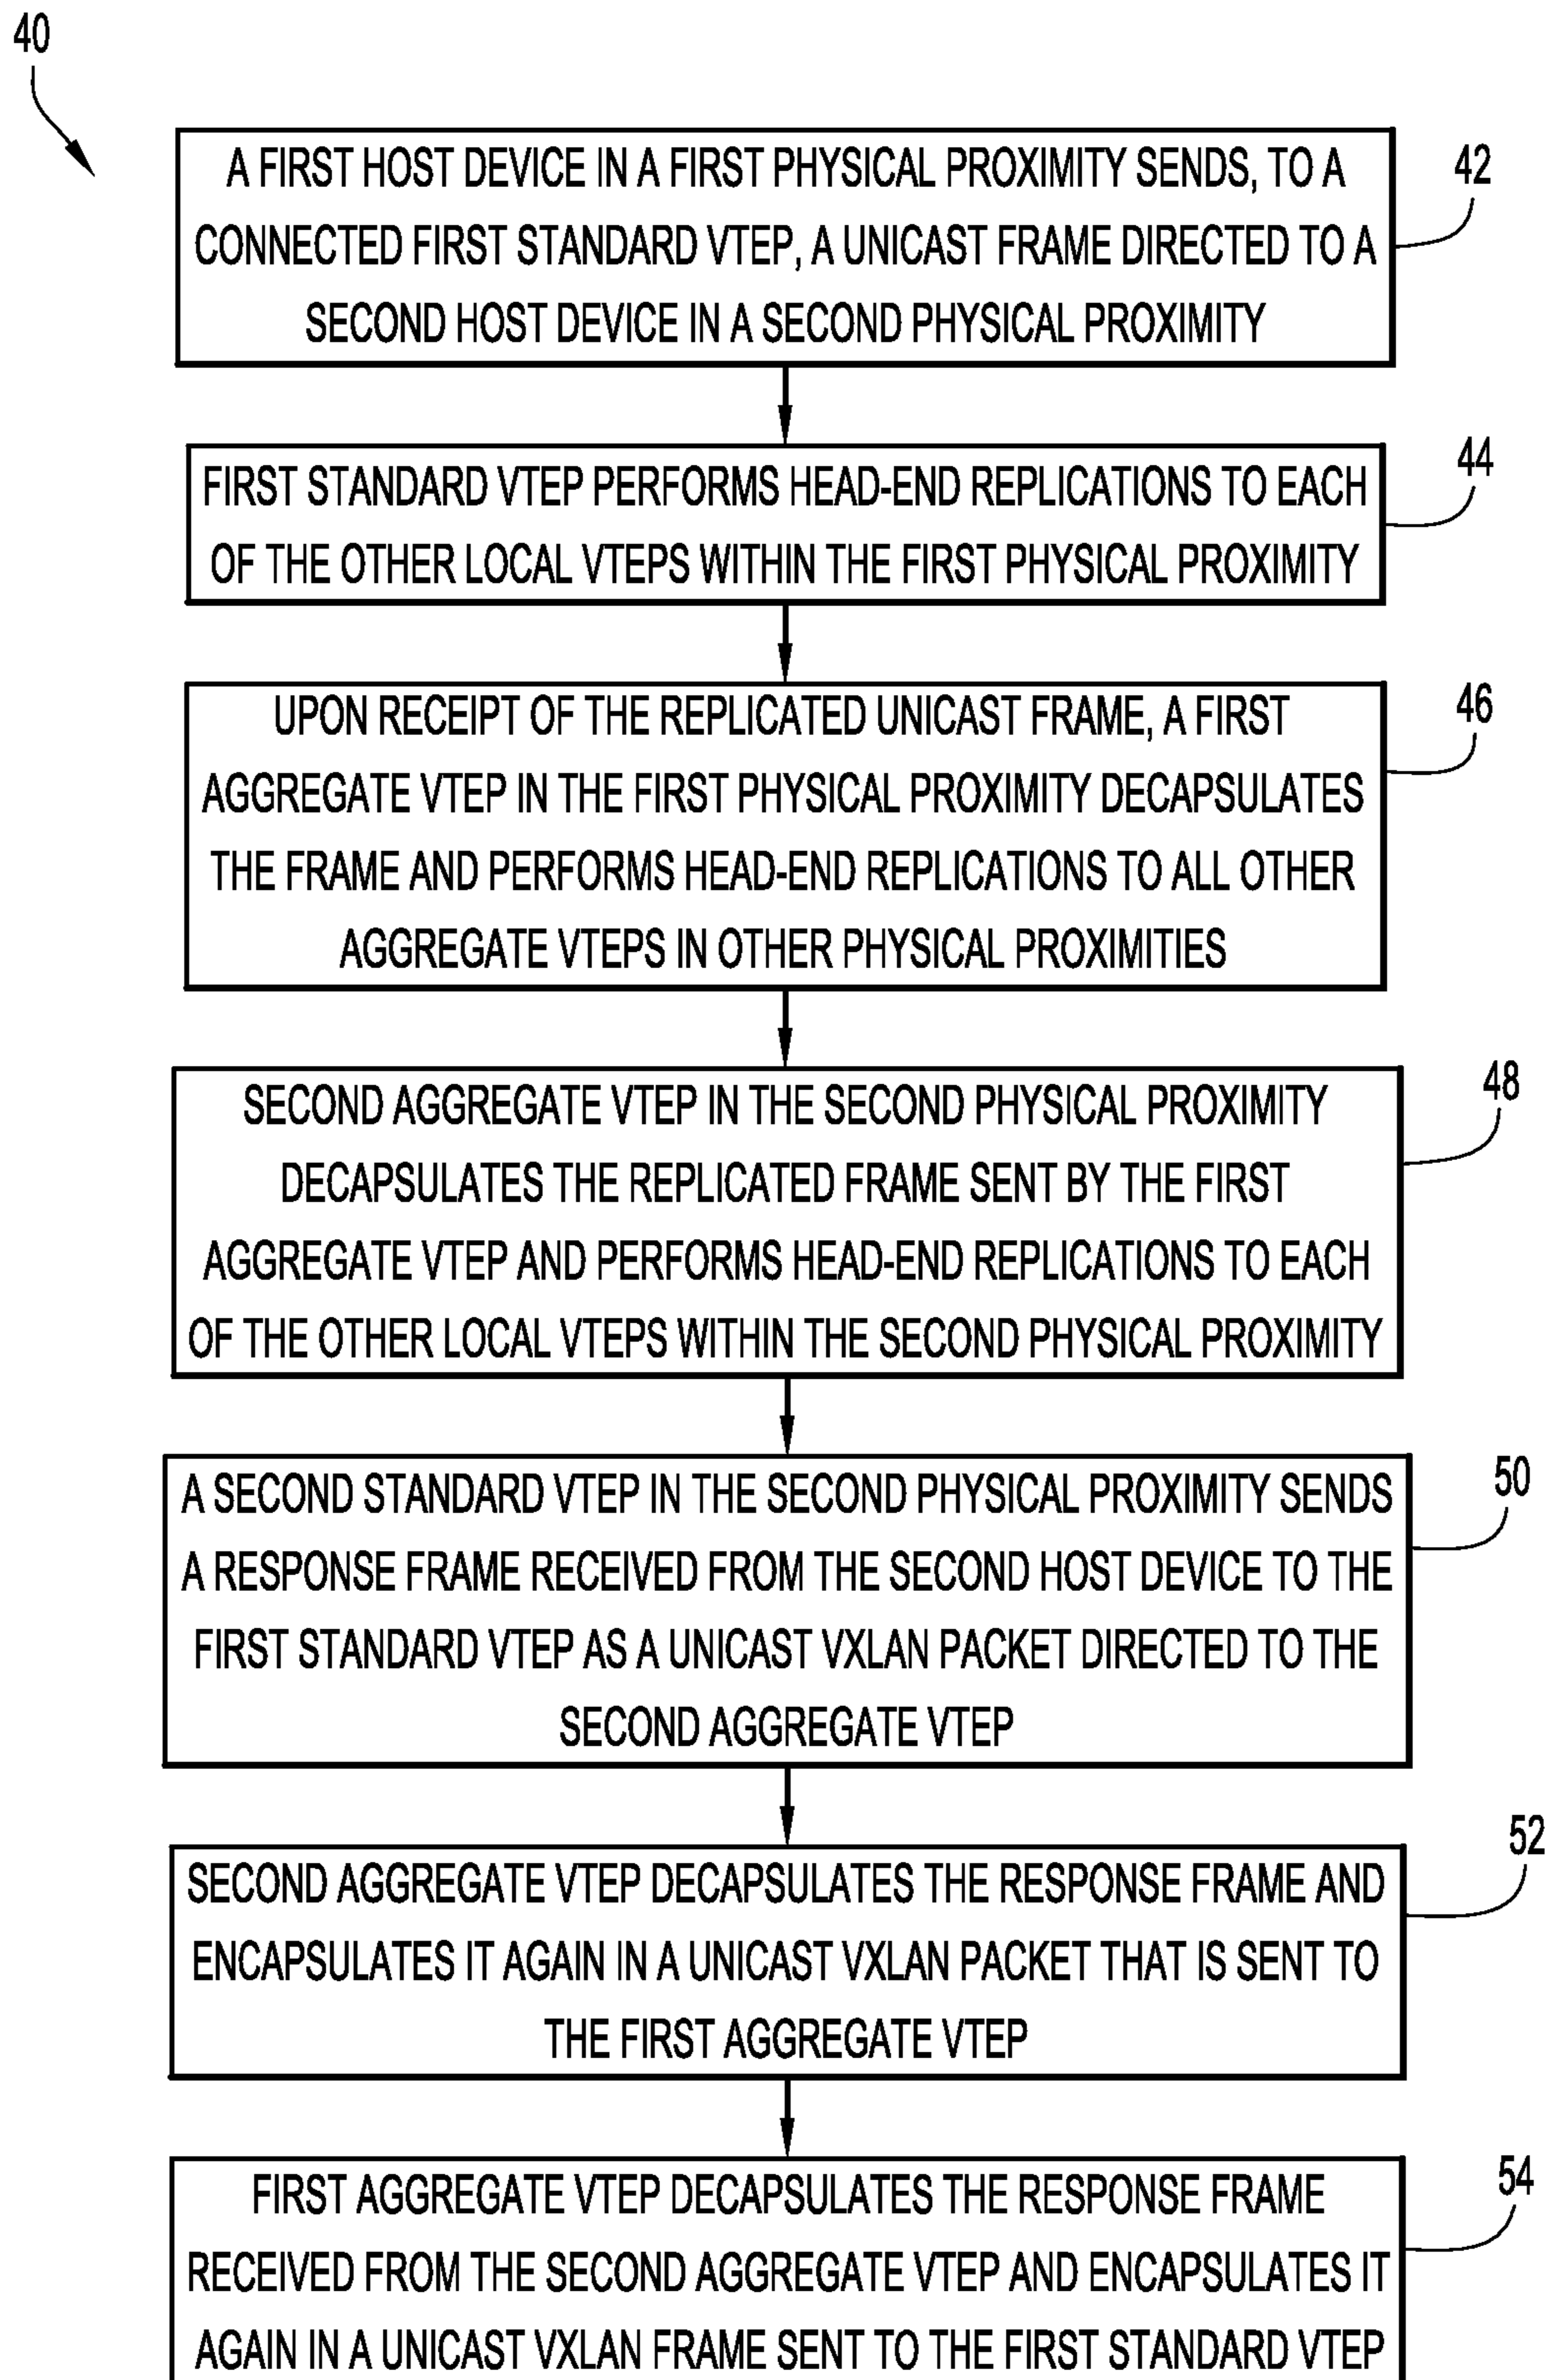 40
A FIRST HOST DEVICE IN A FIRST PHYSICAL PROXIMITY SENDS, TO A
CONNECTED FIRST STANDARD VTEP, A UNICAST FRAME DIRECTED TO A
SECOND HOST DEVICE IN A SECOND PHYSICAL PROXIMITY
42
FIRST STANDARD VTEP PERFORMS HEAD-END REPLICATIONS TO EACH
OF THE OTHER LOCAL VTEPS WITHIN THE FIRST PHYSICAL PROXIMITY
44
UPON RECEIPT OF THE REPLICATED UNICAST FRAME, A FIRST
AGGREGATE VTEP IN THE FIRST PHYSICAL PROXIMITY DECAPSULATES
THE FRAME AND PERFORMS HEAD-END REPLICATIONS TO ALL OTHER
AGGREGATE VTEPS IN OTHER PHYSICAL PROXIMITIES
46
SECOND AGGREGATE VTEP IN THE SECOND PHYSICAL PROXIMITY
DECAPSULATES THE REPLICATED FRAME SENT BY THE FIRST
AGGREGATE VTEP AND PERFORMS HEAD-END REPLICATIONS TO EACH
OF THE OTHER LOCAL VTEPS WITHIN THE SECOND PHYSICAL PROXIMITY
48
A SECOND STANDARD VTEP IN THE SECOND PHYSICAL PROXIMITY SENDS
A RESPONSE FRAME RECEIVED FROM THE SECOND HOST DEVICE TO THE
FIRST STANDARD VTEP AS A UNICAST VXLAN PACKET DIRECTED TO THE
SECOND AGGREGATE VTEP
50
SECOND AGGREGATE VTEP DECAPSULATES THE RESPONSE FRAME AND
ENCAPSULATES IT AGAIN IN A UNICAST VXLAN PACKET THAT IS SENT TO
THE FIRST AGGREGATE VTEP
52
FIRST AGGREGATE VTEP DECAPSULATES THE RESPONSE FRAME
RECEIVED FROM THE SECOND AGGREGATE VTEP AND ENCAPSULATES IT
AGAIN IN A UNICAST VXLAN FRAME SENT TO THE FIRST STANDARD VTEP
54